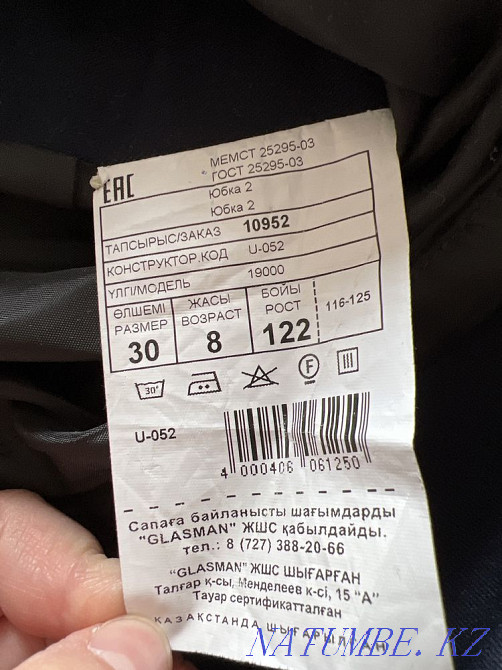 EAC
МЕМСТ 25295-03
ГОСТ 25295-03
Юбка 2
Юбка 2
ТАПСЫРЫС/ЗАКАЗ 10952
КОНСТРУКТОР.КОД U-052
ҮЛГІ/МОДЕЛЬ 19000
ӨЛШЕМІ ЖАСЫ БОЙЫ
РАЗМЕР ВОЗРАСТ РОСТ 116-125
30 8 122
30° F
U-052
4 000406 061250
Сапаға байланысты шағымдарды
"GLASMAN" ЖШС қабылдайды.
тел.: 8 (727) 388-20-66
"GLASMAN" ЖШС ШЫҒАРҒАН
Талғар қ-сы, Менделеев к-сі, 15 "А"
Тауар сертификатталған
ҚАЗАҚСТАНДА ШЫҒАРЫЛҒАН
NATUMBE.KZ